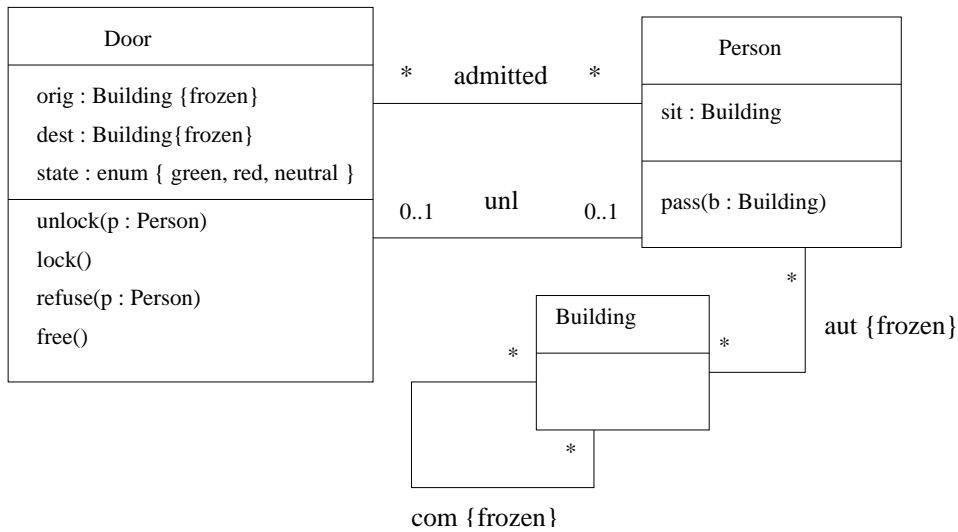 Door
orig : Building {frozen}
dest : Building{frozen}
state : enum { green, red, neutral }
unlock(p : Person)
lock()
refuse(p : Person)
free()
* admitted *
0..1 unl 0..1
Person
sit : Building
pass(b : Building)
*
aut {frozen}
Building
*
*
*
com {frozen}